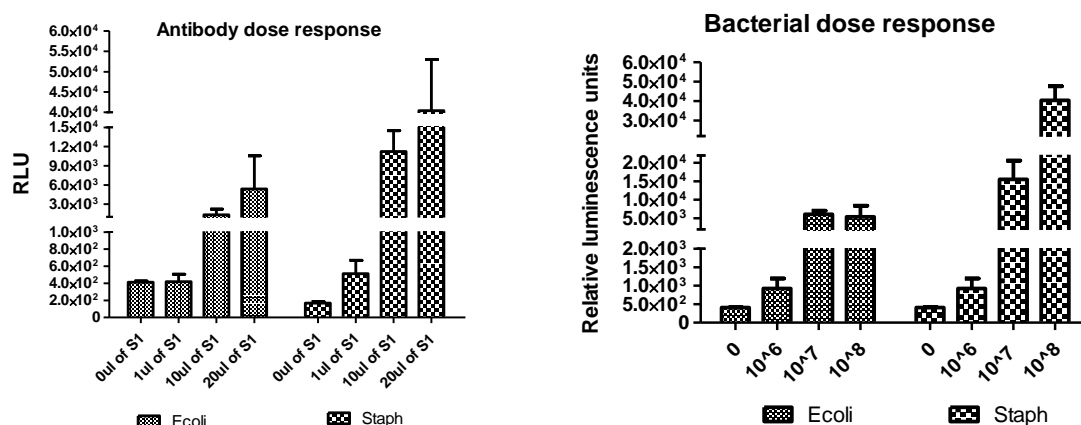 Antibody dose response
RLU
6.0×10⁴
5.5×10⁴
5.0×10⁴
4.5×10⁴
4.0×10⁴
1.5×10⁴
1.2×10⁴
9.0×10³
6.0×10³
3.0×10³
1.0×10³
8.0×10²
6.0×10²
4.0×10²
2.0×10²
0
0ul of S1
1ul of S1
10ul of S1
20ul of S1
0ul of S1
1ul of S1
10ul of S1
20ul of S1
Ecoli
Staph
Bacterial dose response
Relative luminescence units
6.0×10⁴
5.0×10⁴
4.0×10⁴
3.0×10⁴
2.0×10⁴
1.5×10⁴
1.0×10⁴
5.0×10³
2.0×10³
1.5×10³
1.0×10³
5.0×10²
0
0
10^6
10^7
10^8
0
10^6
10^7
10^8
Ecoli
Staph